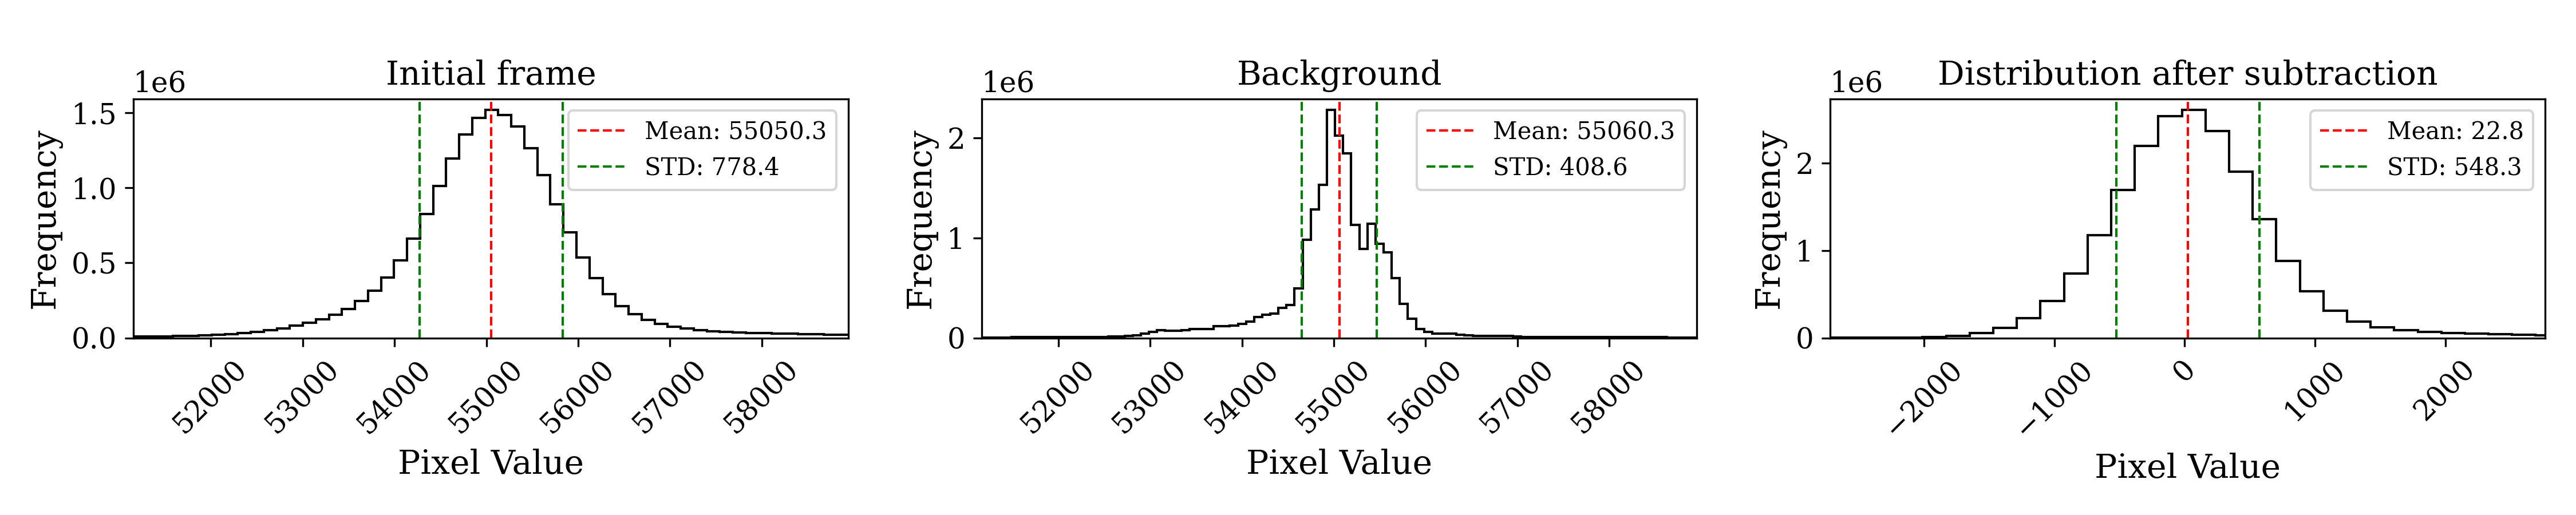 Initial frame
1e6
Mean: 55050.3
STD: 778.4
Frequency
1.5
1.0
0.5
0.0
52000
53000
54000
55000
56000
57000
58000
Pixel Value
Background
1e6
Mean: 55060.3
STD: 408.6
Frequency
2
1
0
52000
53000
54000
55000
56000
57000
58000
Pixel Value
Distribution after subtraction
1e6
Mean: 22.8
STD: 548.3
Frequency
2
1
0
−2000
−1000
0
1000
2000
Pixel Value